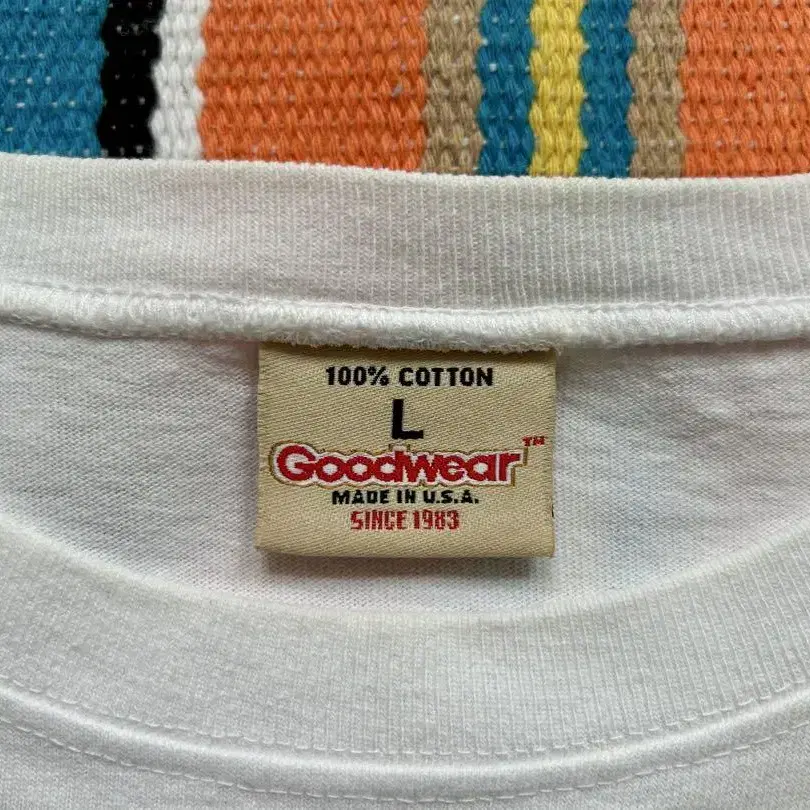 100% COTTON
L
Goodwear™
MADE IN U.S.A.
SINCE 1983